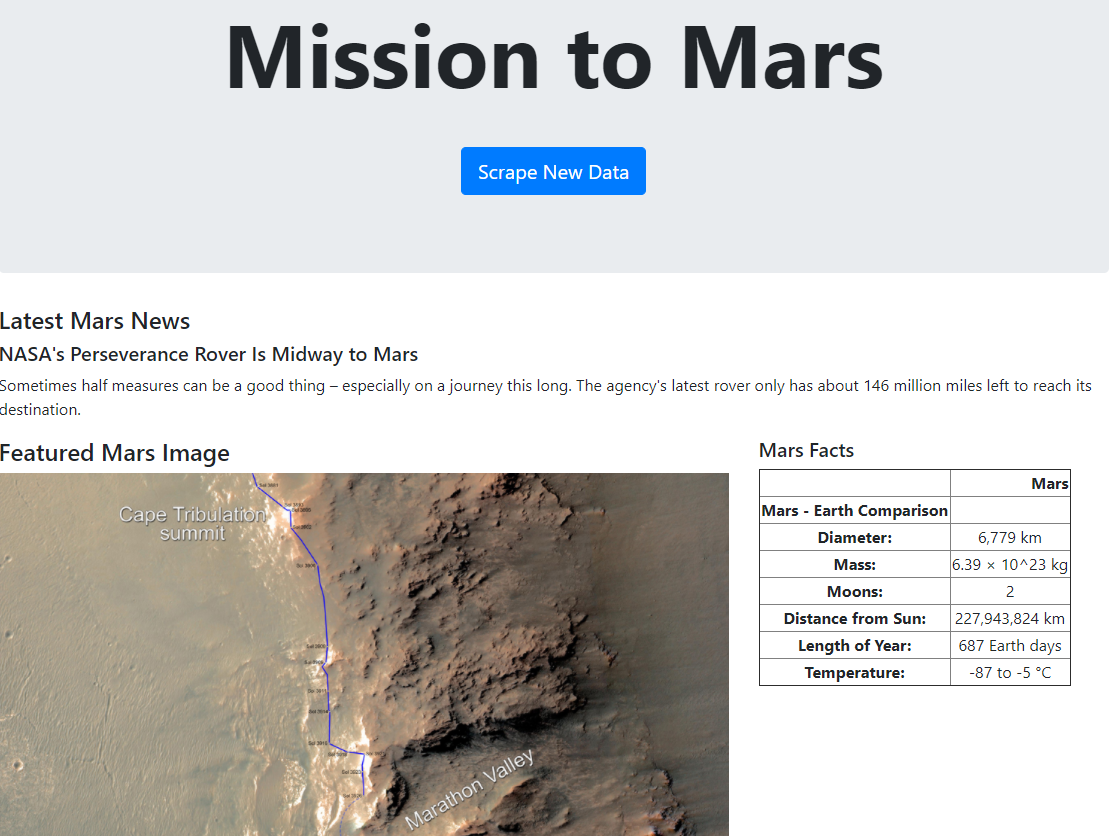 Mission to Mars
Scrape New Data
Latest Mars News
NASA's Perseverance Rover Is Midway to Mars
Sometimes half measures can be a good thing – especially on a journey this long. The agency's latest rover only has about 146 million miles left to reach its
destination.
Featured Mars Image
Cape Tribulation
summit
Marathon Valley
Mars Facts
Mars
Mars - Earth Comparison
Diameter: 6,779 km
Mass: 6.39 × 10^23 kg
Moons: 2
Distance from Sun: 227,943,824 km
Length of Year: 687 Earth days
Temperature: -87 to -5 °C